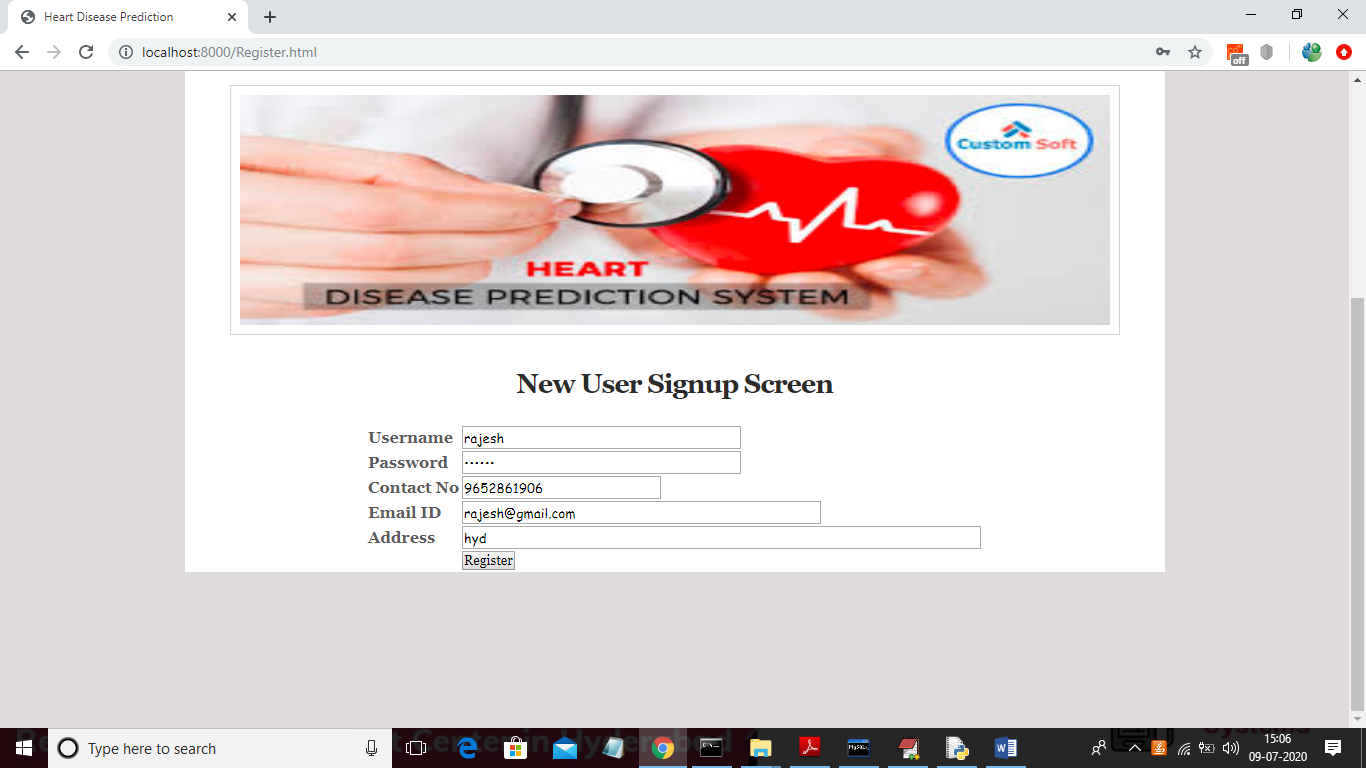 Heart Disease Prediction
localhost:8000/Register.html
off
Custom Soft
HEART
DISEASE PREDICTION SYSTEM
New User Signup Screen
Username rajesh
Password ······
Contact No 9652861906
Email ID rajesh@gmail.com
Address hyd
Register
Type here to search
15:06
09-07-2020